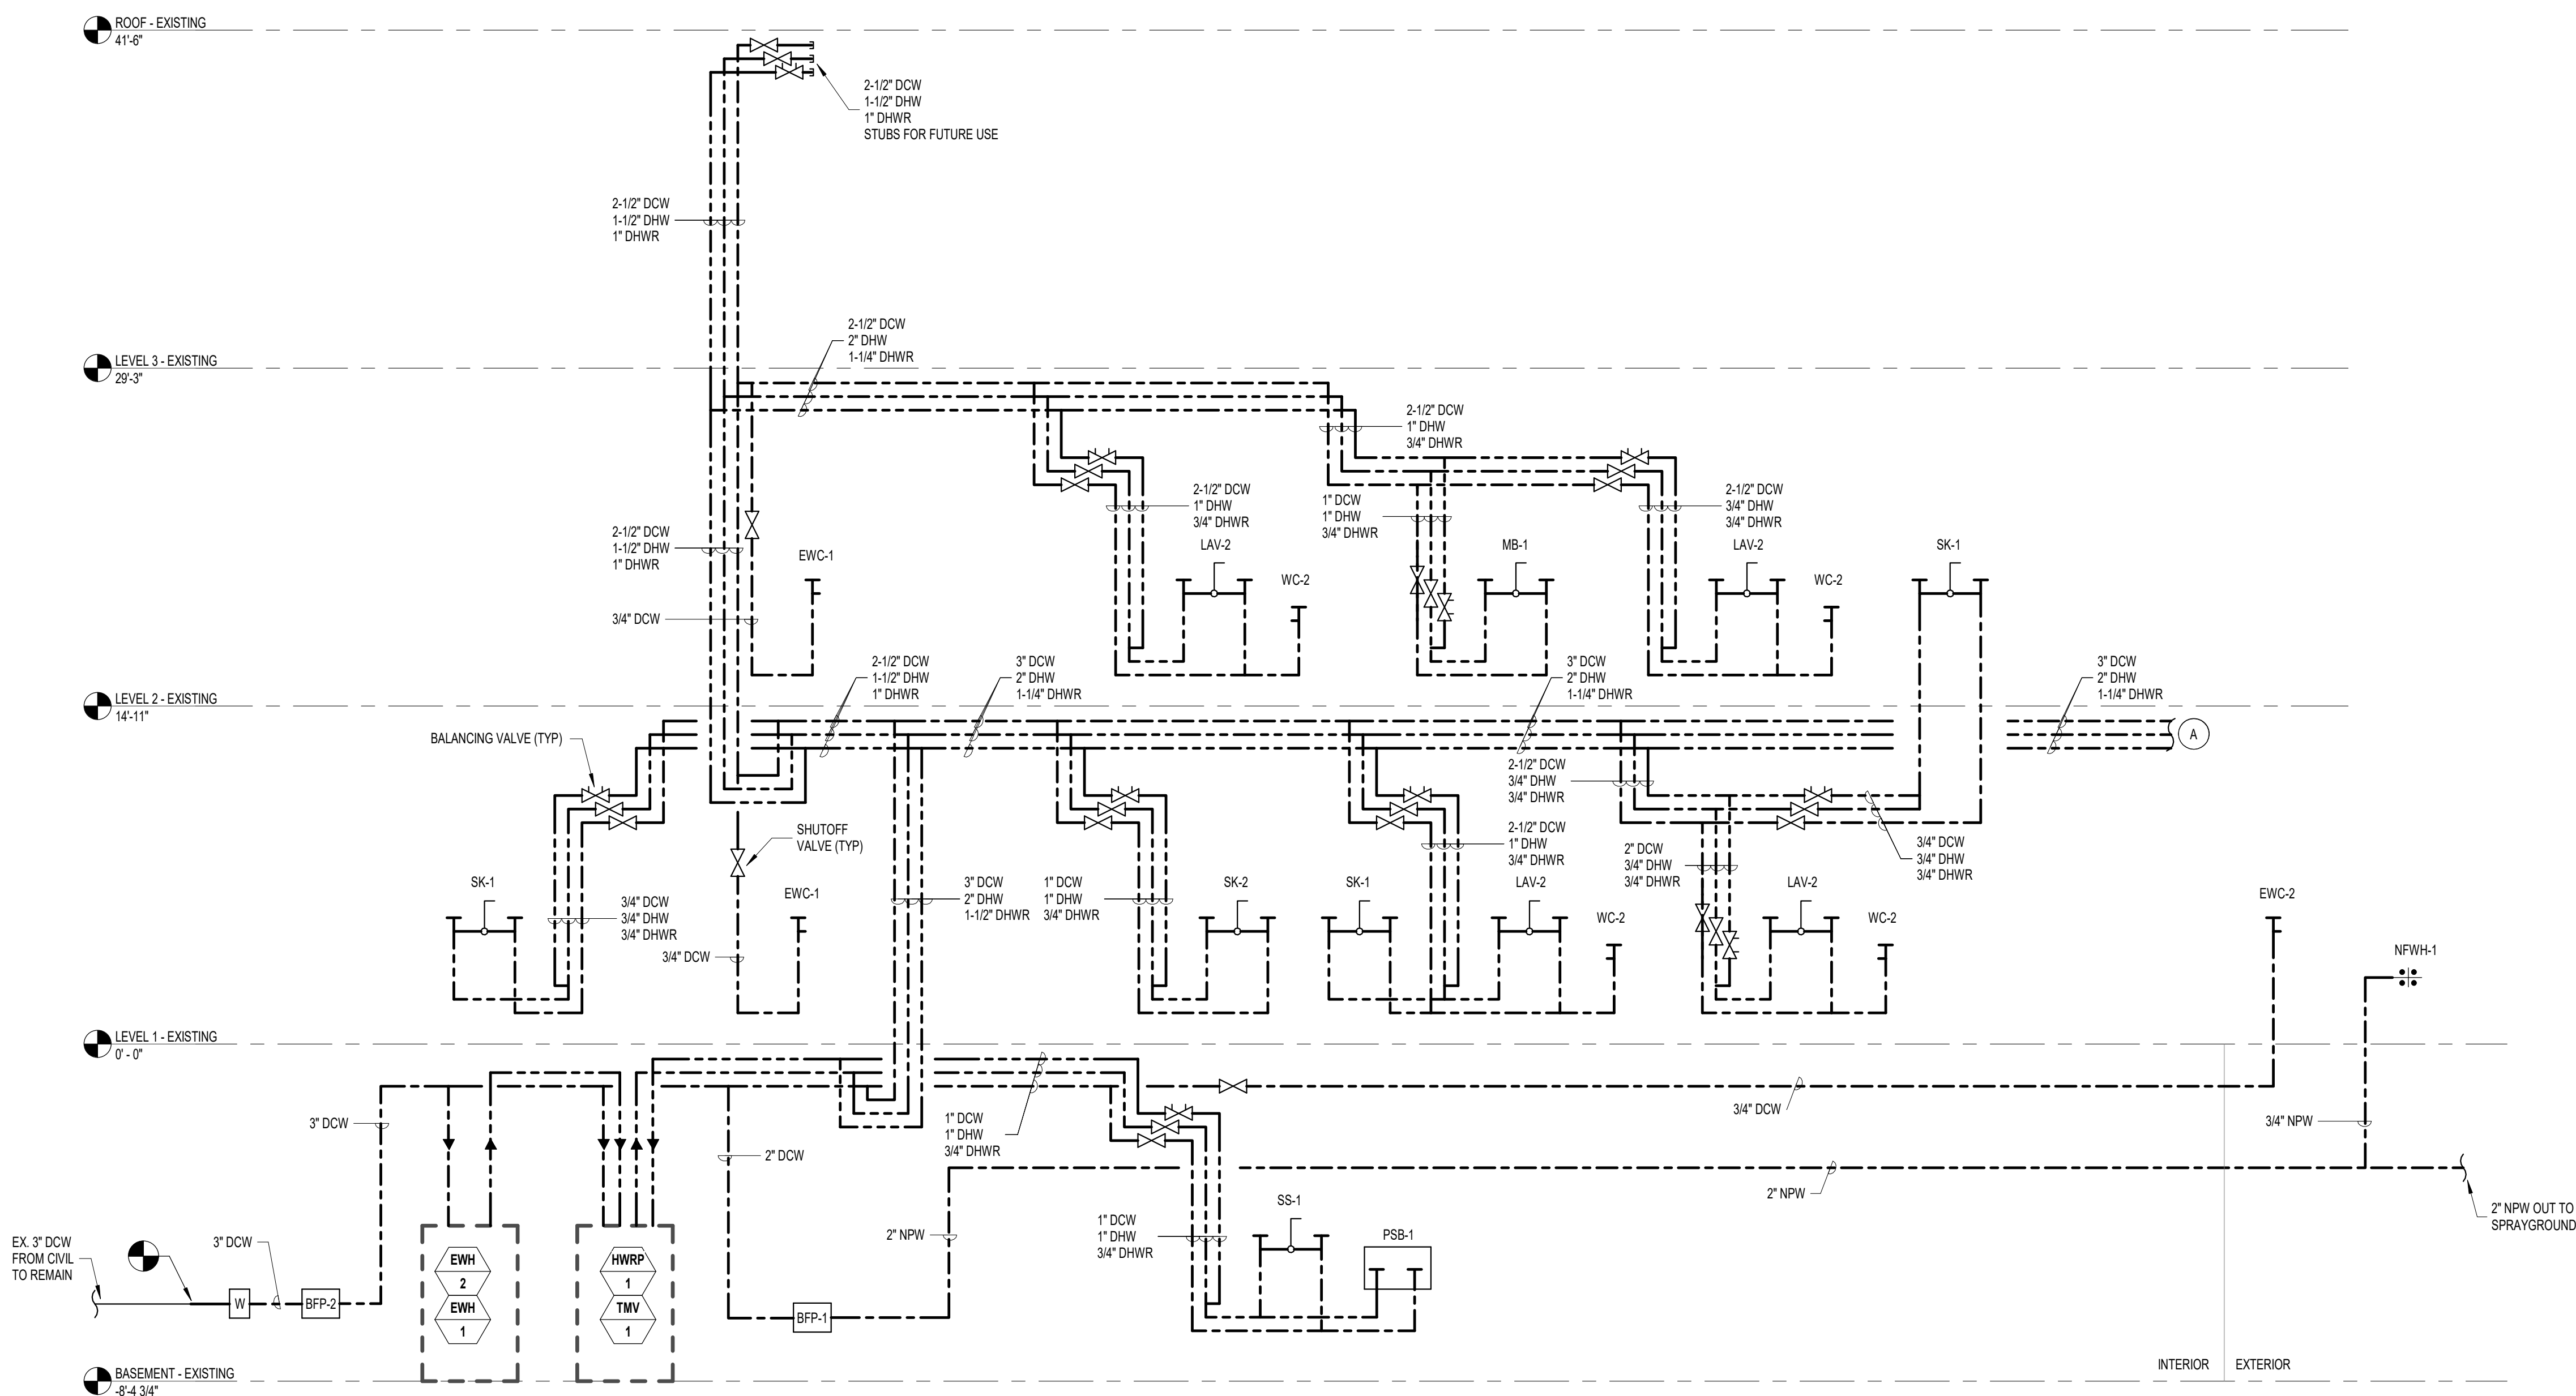 ROOF - EXISTING
41'-6"
2-1/2" DCW
1-1/2" DHW
1" DHWR
STUBS FOR FUTURE USE
2-1/2" DCW
1-1/2" DHW
1" DHWR
2-1/2" DCW
2" DHW
1-1/4" DHWR
LEVEL 3 - EXISTING
29'-3"
2-1/2" DCW
1" DHW
3/4" DHWR
2-1/2" DCW
1" DHW
3/4" DHWR
1" DCW
1" DHW
3/4" DHWR
2-1/2" DCW
3/4" DHW
3/4" DHWR
2-1/2" DCW
1-1/2" DHW
1" DHWR
EWC-1
LAV-2
WC-2
MB-1
LAV-2
WC-2
SK-1
3/4" DCW
2-1/2" DCW
1-1/2" DHW
1" DHWR
3" DCW
2" DHW
1-1/4" DHWR
3" DCW
2" DHW
1-1/4" DHWR
3" DCW
2" DHW
1-1/4" DHWR
LEVEL 2 - EXISTING
14'-11"
BALANCING VALVE (TYP)
A
2-1/2" DCW
3/4" DHW
3/4" DHWR
SHUTOFF
VALVE (TYP)
2-1/2" DCW
1" DHW
3/4" DHWR
2" DCW
3/4" DHW
3/4" DHWR
3/4" DCW
3/4" DHW
3/4" DHWR
SK-1
3/4" DCW
3/4" DHW
3/4" DHWR
EWC-1
3/4" DCW
3" DCW
2" DHW
1-1/2" DHWR
1" DCW
1" DHW
3/4" DHWR
SK-2
SK-1
LAV-2
WC-2
LAV-2
WC-2
EWC-2
NFWH-1
LEVEL 1 - EXISTING
0' - 0"
3" DCW
1" DCW
1" DHW
3/4" DHWR
3/4" DCW
3/4" NPW
2" DCW
2" NPW
2" NPW
1" DCW
1" DHW
3/4" DHWR
SS-1
PSB-1
2" NPW OUT TO
SPRAYGROUND
EX. 3" DCW
FROM CIVIL
TO REMAIN
3" DCW
W
BFP-2
EWH
2
EWH
1
HWRP
1
TMV
1
BFP-1
INTERIOR
EXTERIOR
BASEMENT - EXISTING
-8'-4 3/4"